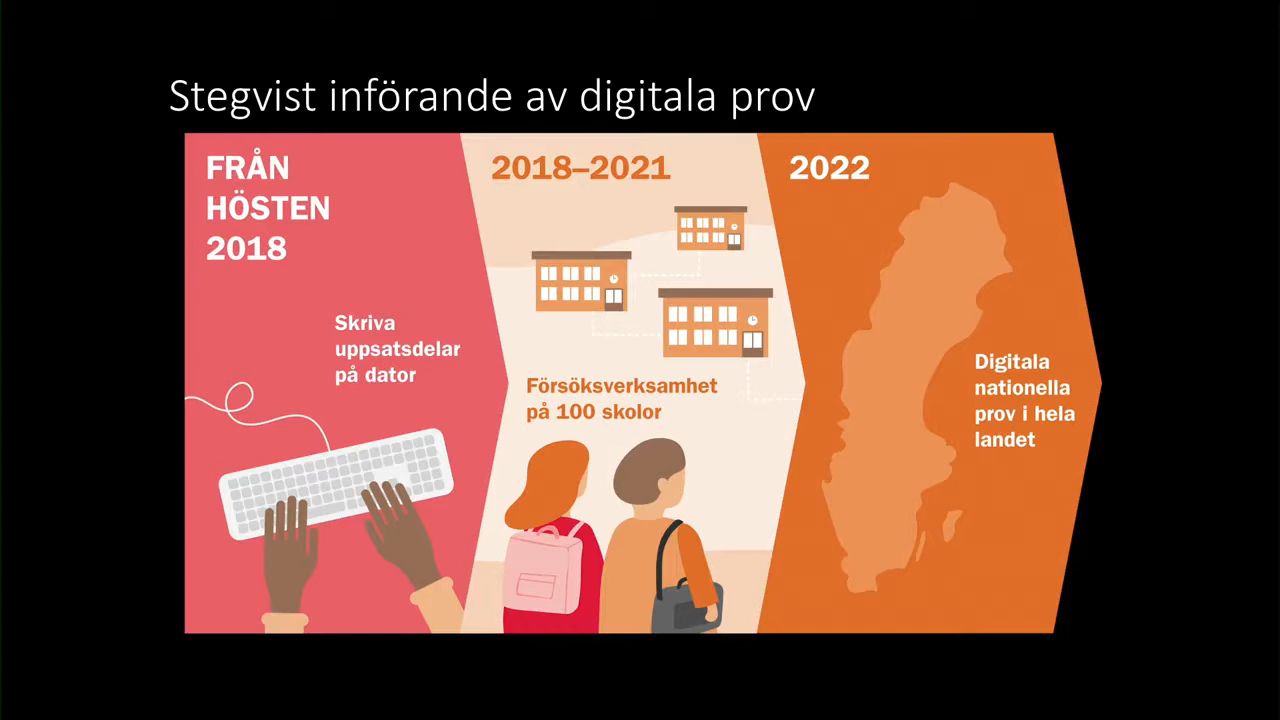 Stegvist införande av digitala prov
FRÅN
HÖSTEN
2018
Skriva
uppsatsdelar
på dator
2018–2021
Försöksverksamhet
på 100 skolor
2022
Digitala
nationella
prov i hela
landet